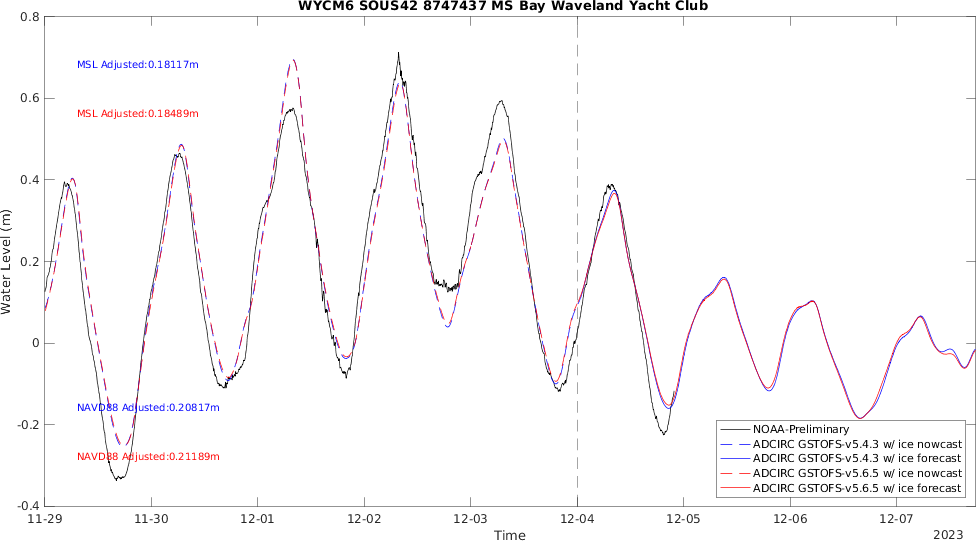 WYCM6 SOUS42 8747437 MS Bay Waveland Yacht Club
0.8
0.6
0.4
0.2
0
-0.2
-0.4
Water Level (m)
MSL Adjusted:0.18117m
MSL Adjusted:0.18489m
NAVD88 Adjusted:0.20817m
NAVD88 Adjusted:0.21189m
NOAA-Preliminary
ADCIRC GSTOFS-v5.4.3 w/ ice nowcast
ADCIRC GSTOFS-v5.4.3 w/ ice forecast
ADCIRC GSTOFS-v5.6.5 w/ ice nowcast
ADCIRC GSTOFS-v5.6.5 w/ ice forecast
11-29 11-30 12-01 12-02 12-03 12-04 12-05 12-06 12-07
Time
2023